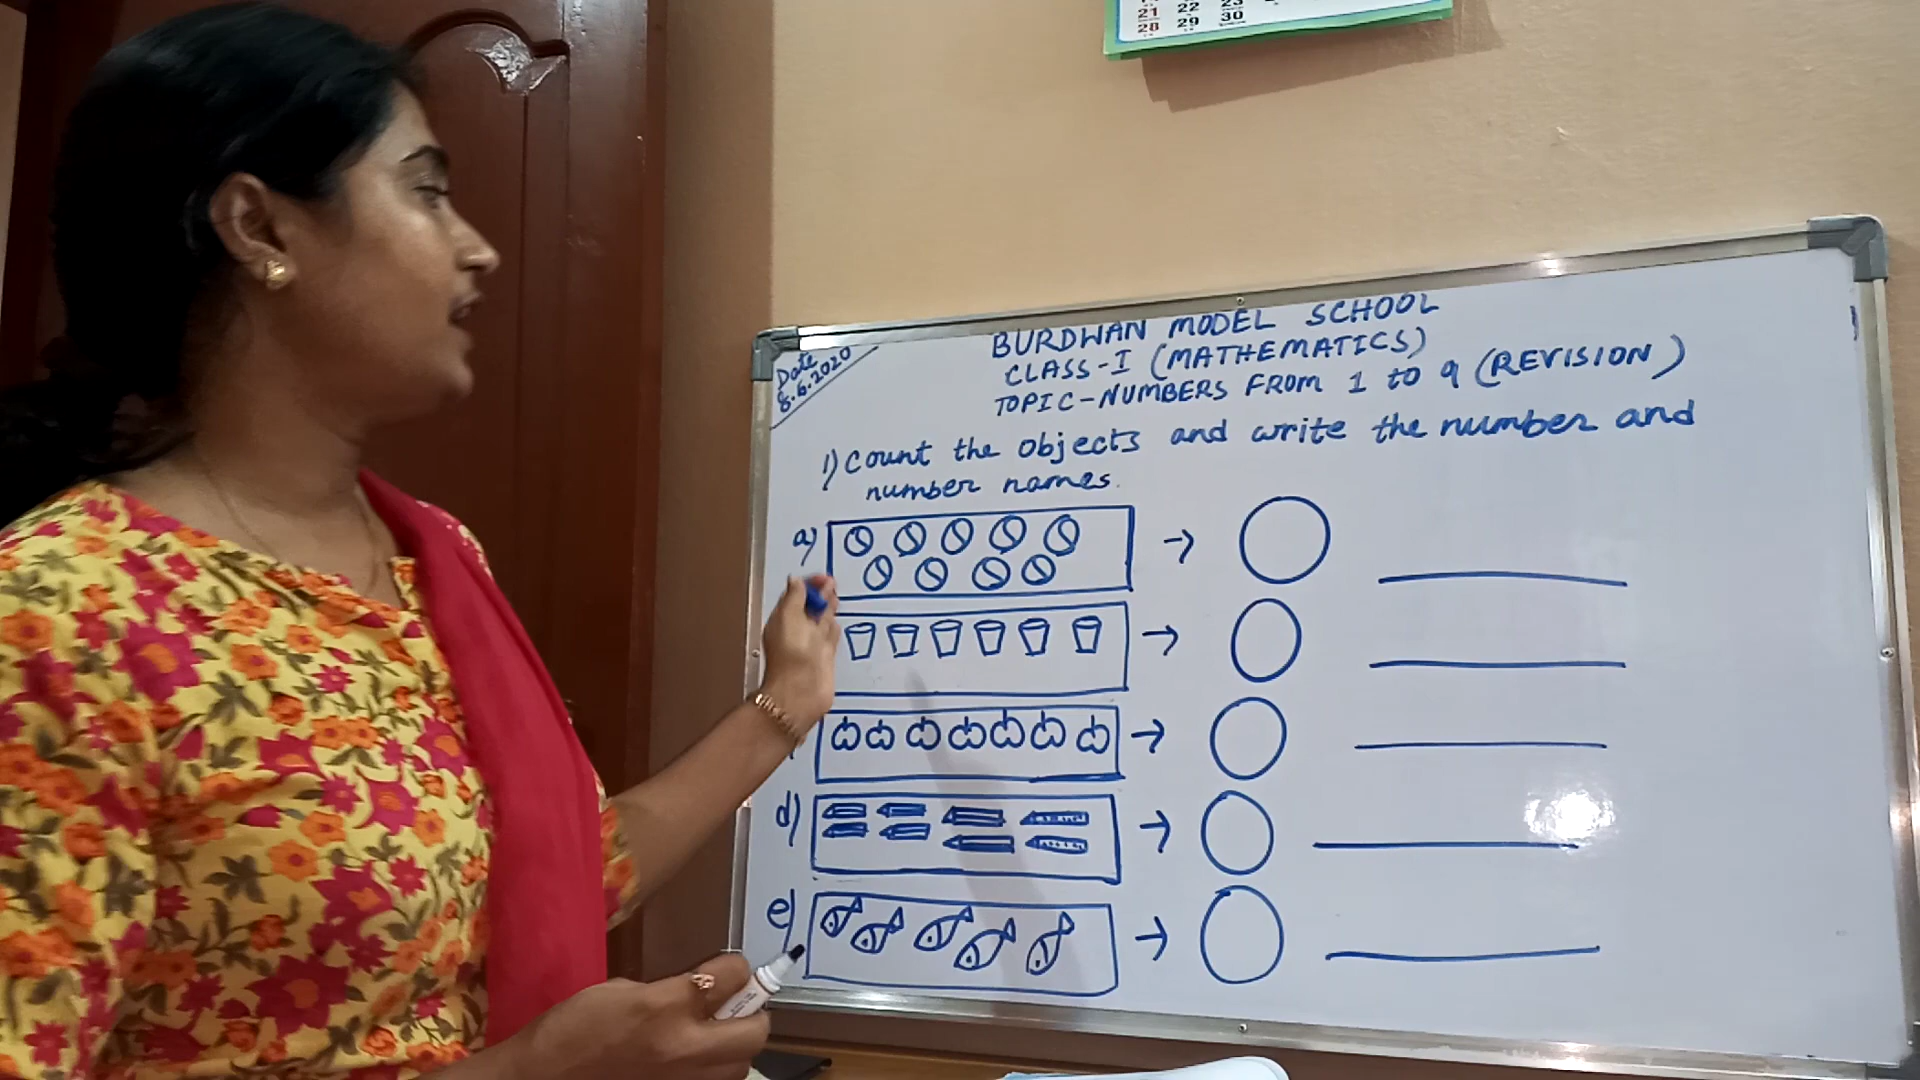 21 22 23
28 29 30
Date
8.6.2020
BURDWAN MODEL SCHOOL
CLASS-I (MATHEMATICS)
TOPIC-NUMBERS FROM 1 TO 9 (REVISION)
1) Count the objects and write the number and
number names.
a)
d)
e)